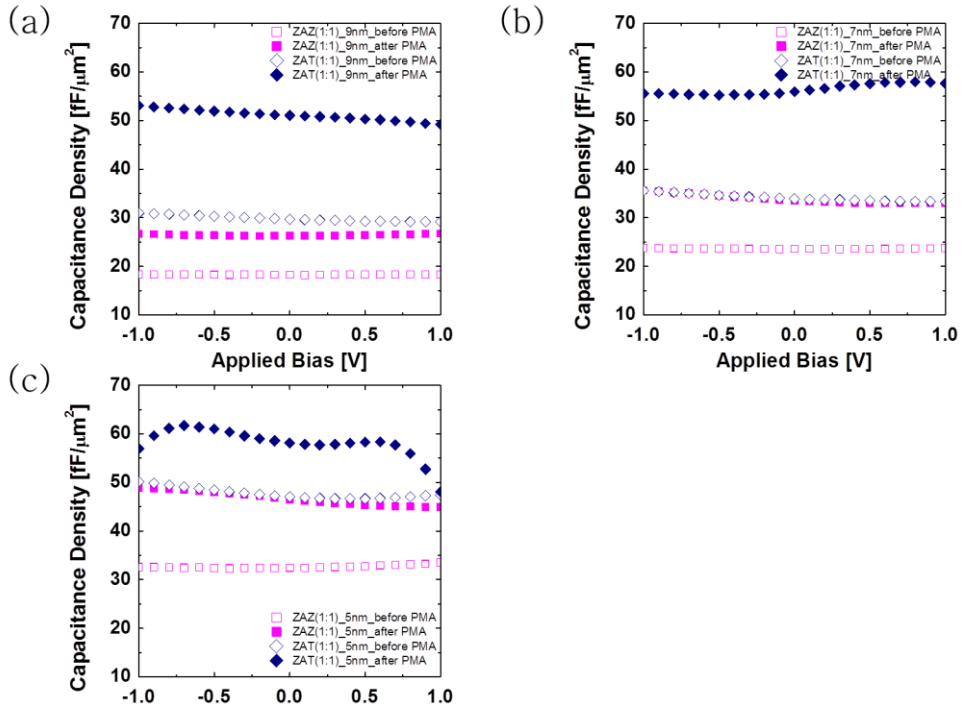 (a)
70
60
50
40
30
20
10
Capacitance Density [fF/μm²]
ZAZ(1:1)_9nm_before PMA
ZAZ(1:1)_9nm_atter PMA
ZAT(1:1)_9nm_before PMA
ZAT(1:1)_9nm_after PMA
-1.0 -0.5 0.0 0.5 1.0
Applied Bias [V]
(b)
70
60
50
40
30
20
10
Capacitance Density [fF/μm²]
ZAZ(1:1)_7nm_before PMA
ZAZ(1:1)_7nm_after PMA
ZAT(1:1)_7nm_before PMA
ZAT(1:1)_7nm_after PMA
-1.0 -0.5 0.0 0.5 1.0
Applied Bias [V]
(c)
70
60
50
40
30
20
10
Capacitance Density [fF/μm²]
ZAZ(1:1)_5nm_before PMA
ZAZ(1:1)_5nm_after PMA
ZAT(1:1)_5nm_before PMA
ZAT(1:1)_5nm_after PMA
-1.0 -0.5 0.0 0.5 1.0
Applied Bias [V]